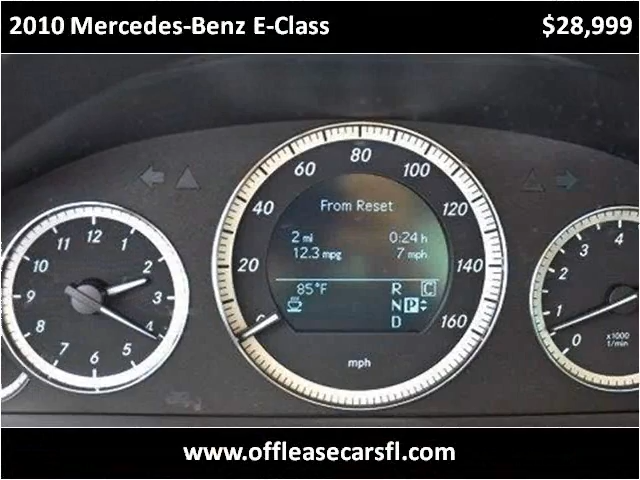 2010 Mercedes-Benz E-Class $28,999
60 80 100
40 120
20 140
160
mph
From Reset
2 mi 0:24 h
12.3 mpg 7 mph
85°F R C
N P
D
12
11 1
10 2
9 3
8 4
7 5
6
4
3
2
1
0
x1000
1/min
www.offleasecarsfl.com